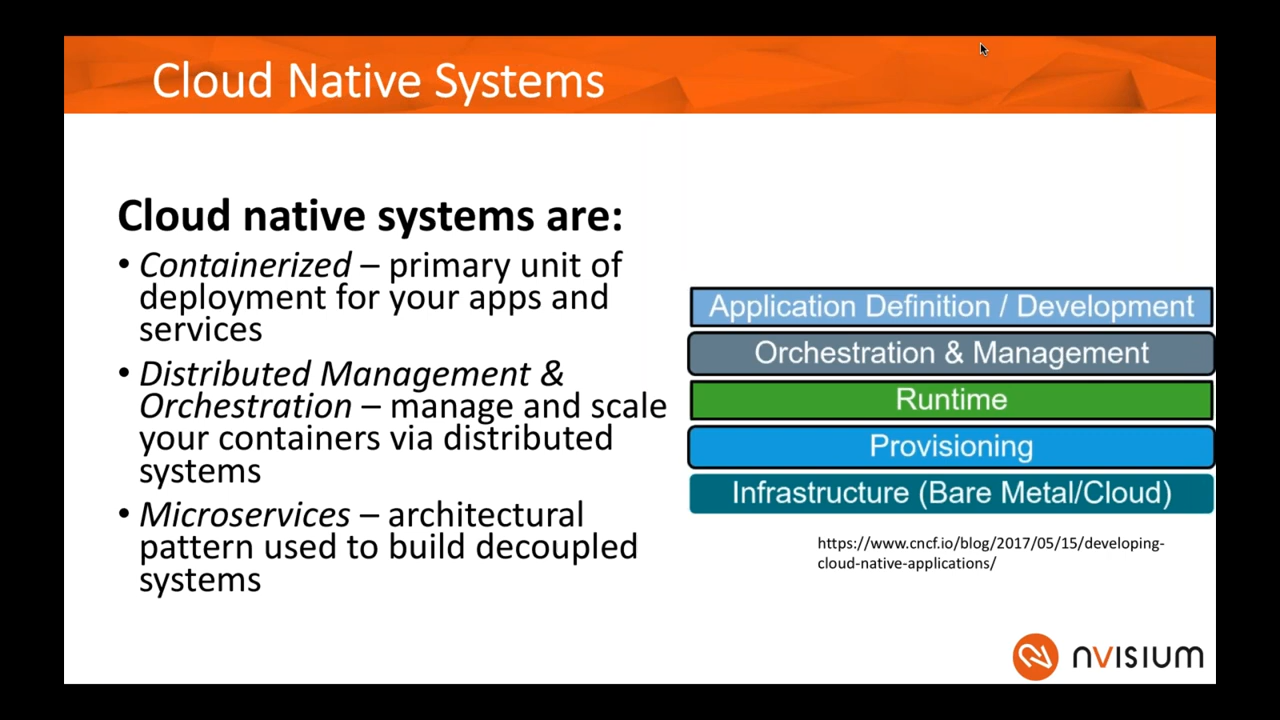 Cloud Native Systems
Cloud native systems are:
• Containerized – primary unit of
deployment for your apps and
services
• Distributed Management &
Orchestration – manage and scale
your containers via distributed
systems
• Microservices – architectural
pattern used to build decoupled
systems
Application Definition / Development
Orchestration & Management
Runtime
Provisioning
Infrastructure (Bare Metal/Cloud)
https://www.cncf.io/blog/2017/05/15/developing-
cloud-native-applications/
nVISIUM